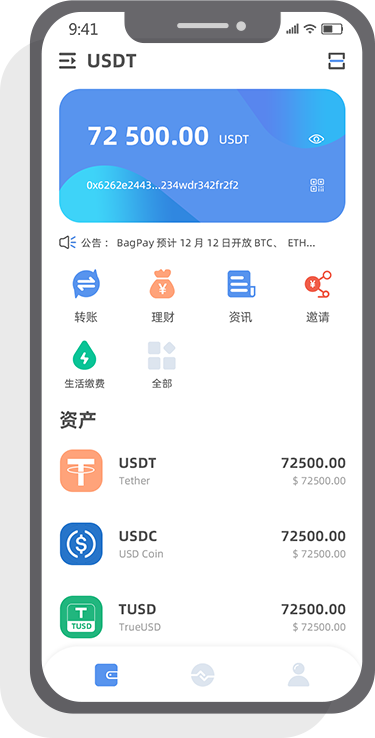 9:41
USDT
72 500.00 USDT
0x6262e2443...234wdr342fr2f2
公告： BagPay 预计 12 月 12 日开放 BTC、 ETH...
转账 理财 资讯 邀请
生活缴费 全部
资产
USDT 72500.00
Tether $ 72500.00
USDC 72500.00
USD Coin $ 72500.00
TUSD 72500.00
TUSD
TrueUSD $ 72500.00